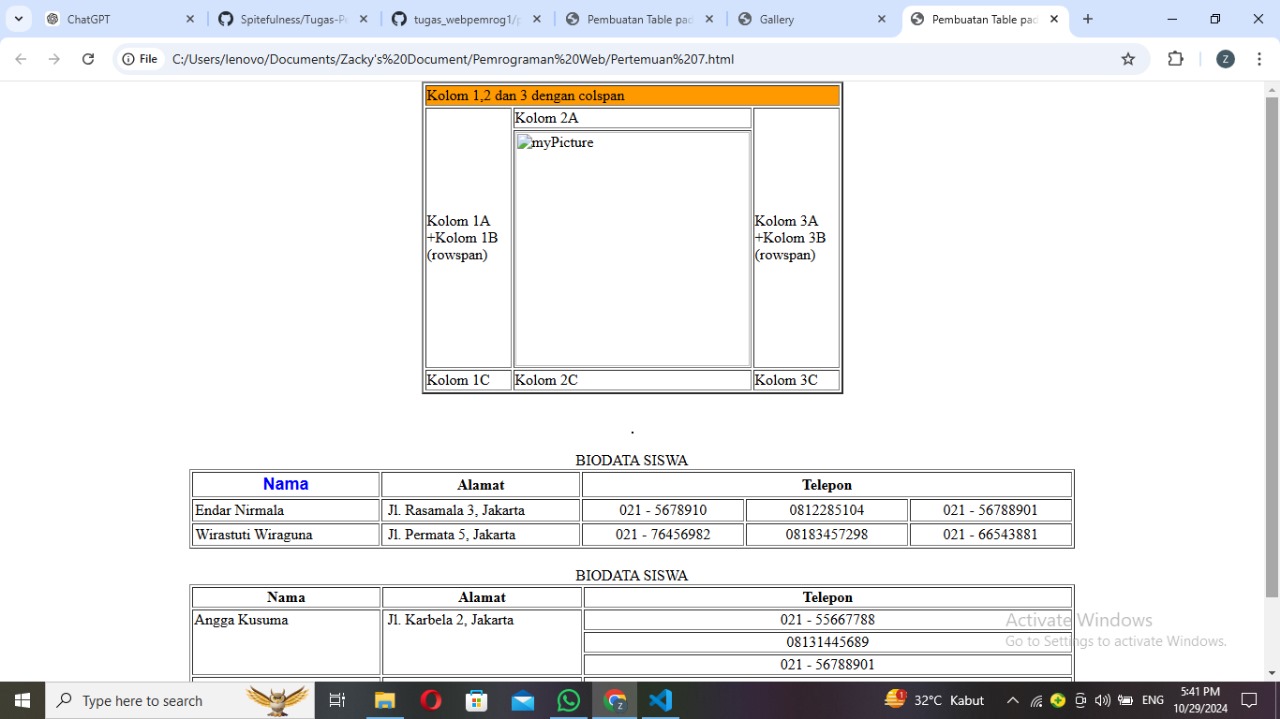 ChatGPT
Spitefulness/Tugas-P
tugas_webpemrog1/
Pembuatan Table pad
Gallery
Pembuatan Table pad
File
C:/Users/lenovo/Documents/Zacky's%20Document/Pemrograman%20Web/Pertemuan%207.html
Z
Kolom 1,2 dan 3 dengan colspan
Kolom 1A
+Kolom 1B
(rowspan)
Kolom 2A
myPicture
Kolom 3A
+Kolom 3B
(rowspan)
Kolom 1C Kolom 2C Kolom 3C
.
BIODATA SISWA
Nama Alamat Telepon
Endar Nirmala Jl. Rasamala 3, Jakarta 021 - 5678910 0812285104 021 - 56788901
Wirastuti Wiraguna Jl. Permata 5, Jakarta 021 - 76456982 08183457298 021 - 66543881
BIODATA SISWA
Nama Alamat Telepon
Angga Kusuma Jl. Karbela 2, Jakarta 021 - 55667788
08131445689
021 - 56788901
Activate Windows
Go to Settings to activate Windows.
Type here to search
Z
1
32°C Kabut
ENG
5:41 PM
10/29/2024